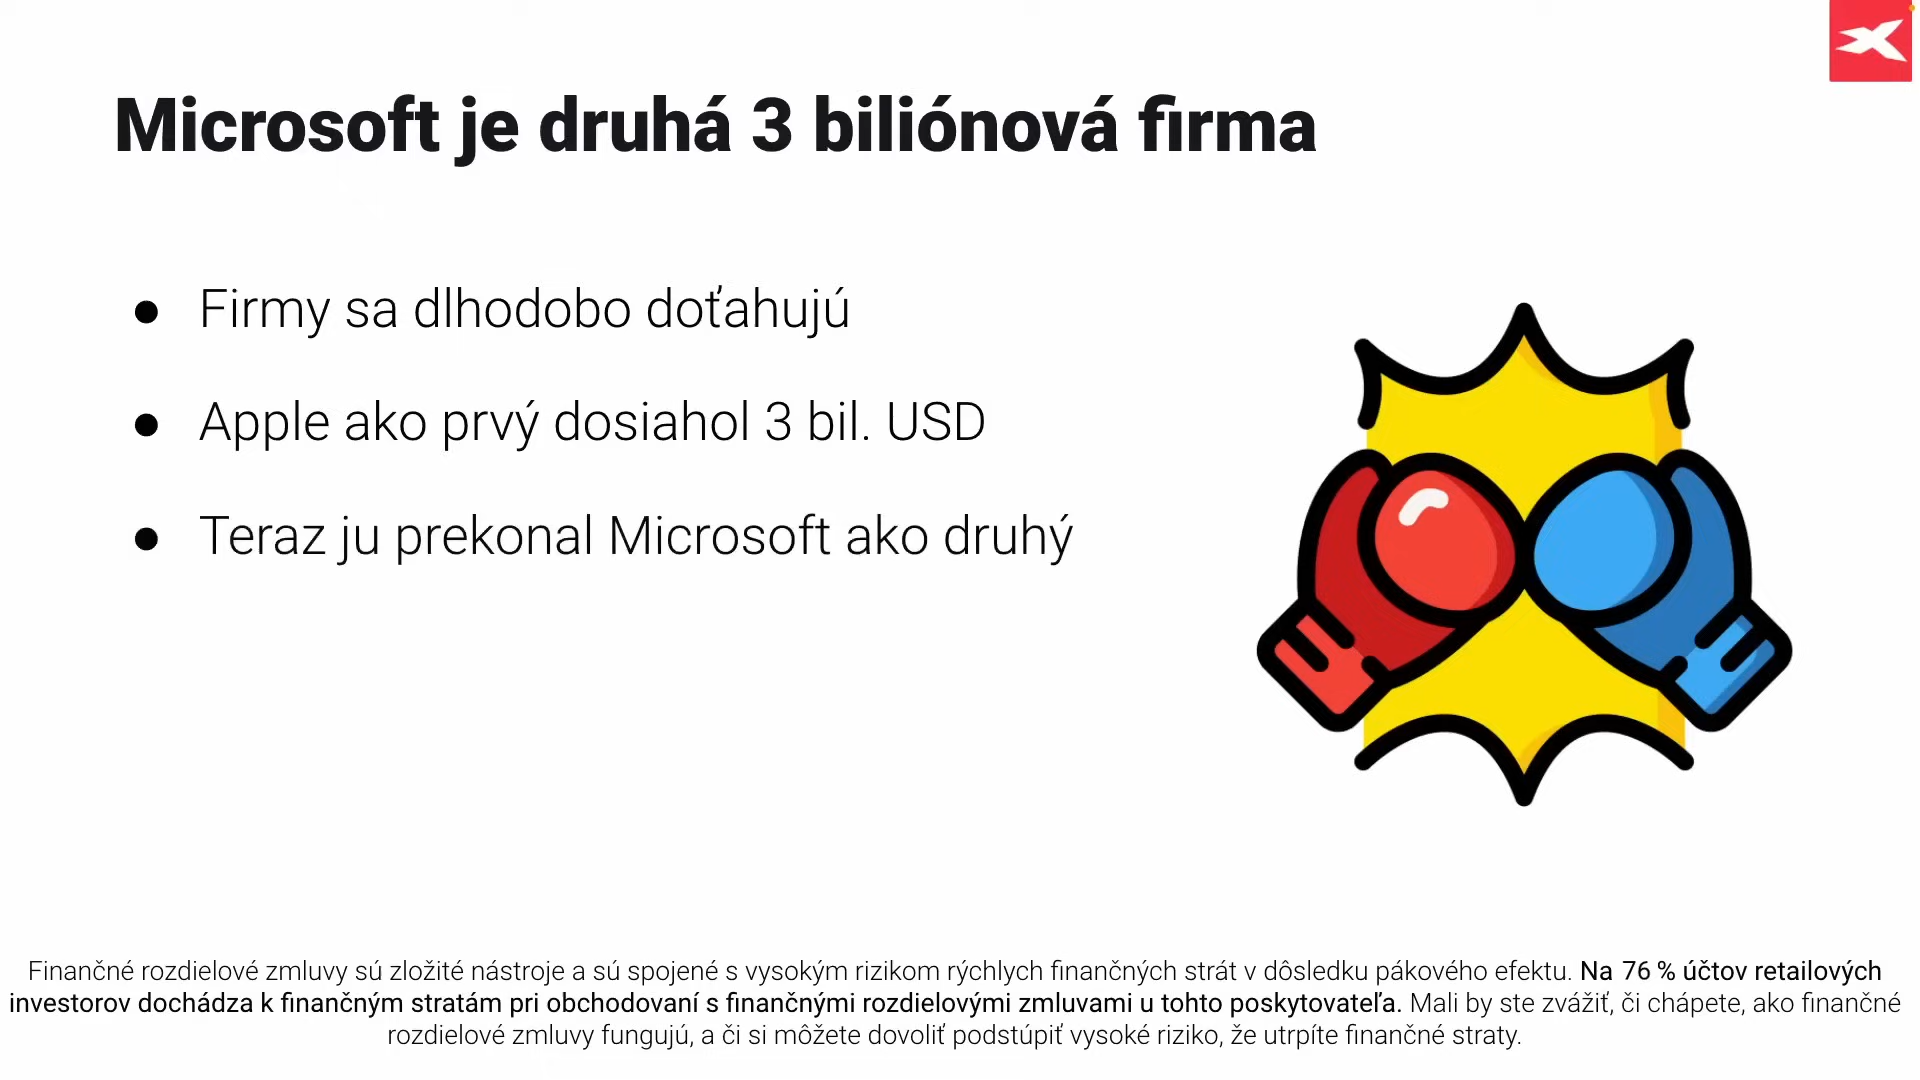 Microsoft je druhá 3 biliónová firma
● Firmy sa dlhodobo doťahujú
● Apple ako prvý dosiahol 3 bil. USD
● Teraz ju prekonal Microsoft ako druhý
Finančné rozdielové zmluvy sú zložité nástroje a sú spojené s vysokým rizikom rýchlych finančných strát v dôsledku pákového efektu. Na 76 % účtov retailových
investorov dochádza k finančným stratám pri obchodovaní s finančnými rozdielovými zmluvami u tohto poskytovateľa. Mali by ste zvážiť, či chápete, ako finančné
rozdielové zmluvy fungujú, a či si môžete dovoliť podstúpiť vysoké riziko, že utrpíte finančné straty.